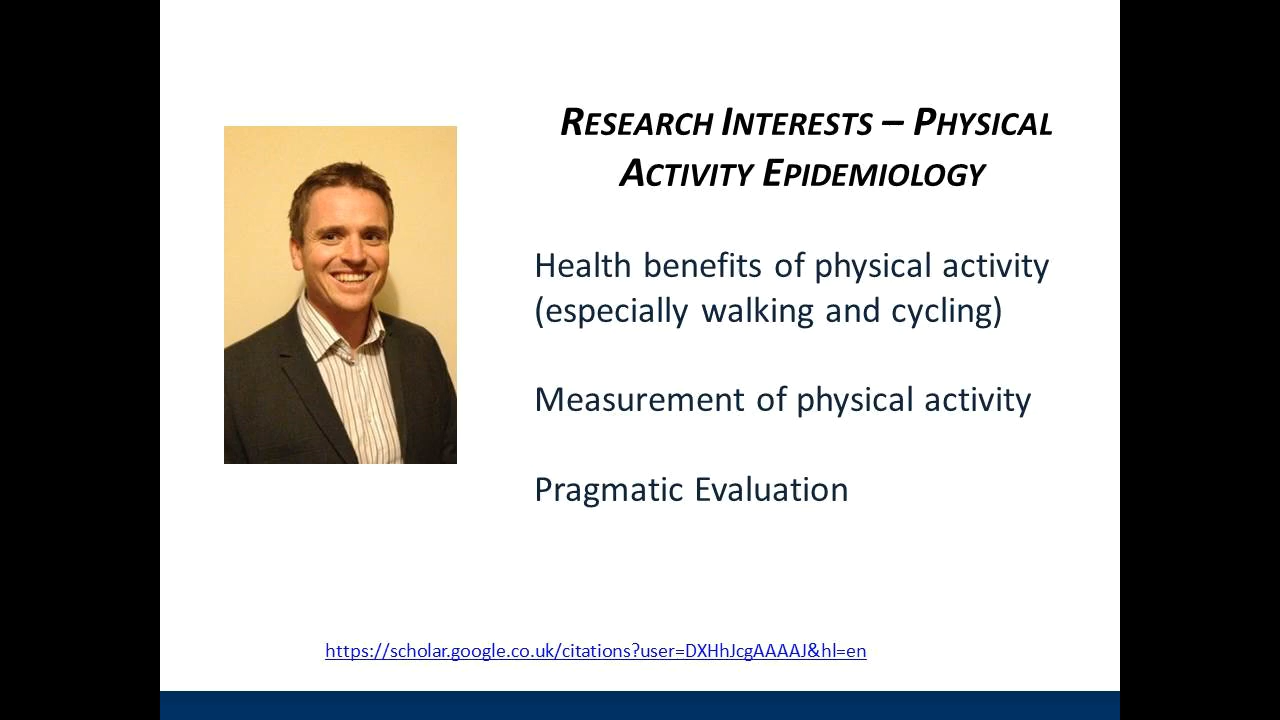 RESEARCH INTERESTS – PHYSICAL
ACTIVITY EPIDEMIOLOGY
Health benefits of physical activity
(especially walking and cycling)
Measurement of physical activity
Pragmatic Evaluation
https://scholar.google.co.uk/citations?user=DXHhJcgAAAAJ&hl=en